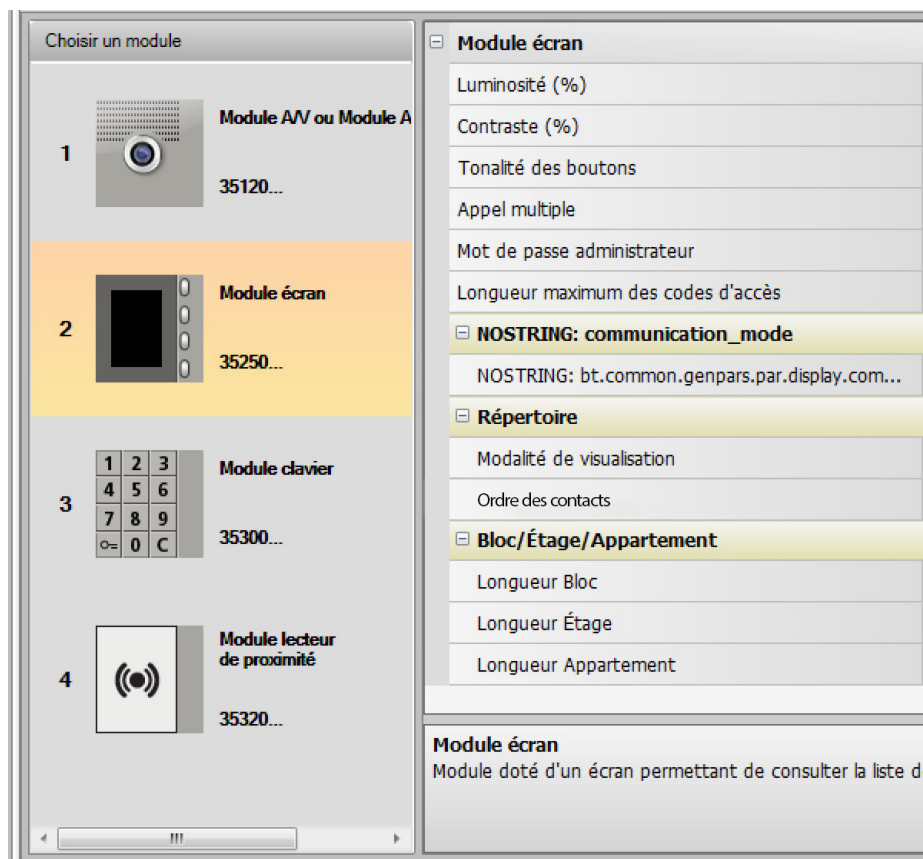 Choisir un module
1
Module A/V ou Module A
35120...
2
Module écran
35250...
1 2 3
4 5 6
7 8 9
0 C
3
Module clavier
35300...
4
Module lecteur
de proximité
35320...
Module écran
Luminosité (%)
Contraste (%)
Tonalité des boutons
Appel multiple
Mot de passe administrateur
Longueur maximum des codes d'accès
NOSTRING: communication_mode
NOSTRING: bt.common.genpars.par.display.com...
Répertoire
Modalité de visualisation
Ordre des contacts
Bloc/Étage/Appartement
Longueur Bloc
Longueur Étage
Longueur Appartement
Module écran
Module doté d'un écran permettant de consulter la liste d